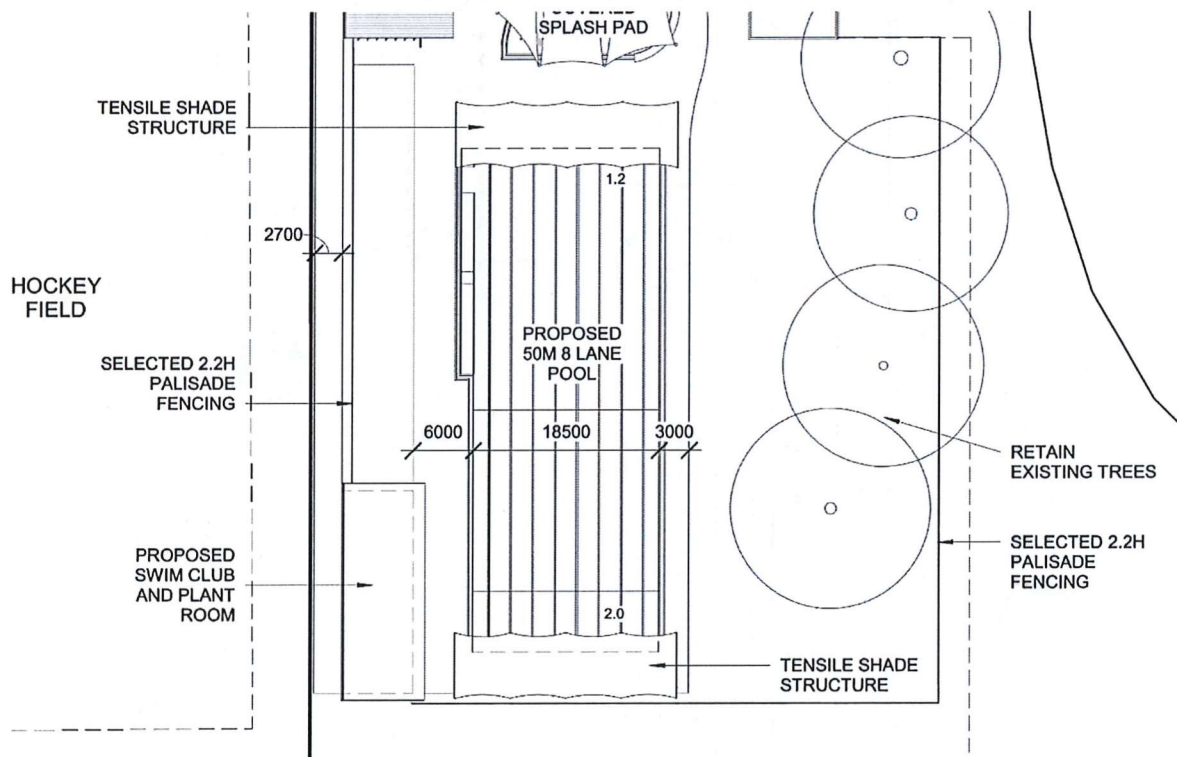 SPLASH PAD
TENSILE SHADE
STRUCTURE
1.2
2700
HOCKEY
FIELD
PROPOSED
50M 8 LANE
POOL
SELECTED 2.2H
PALISADE
FENCING
6000
18500
3000
RETAIN
EXISTING TREES
PROPOSED
SWIM CLUB
AND PLANT
ROOM
SELECTED 2.2H
PALISADE
FENCING
2.0
TENSILE SHADE
STRUCTURE